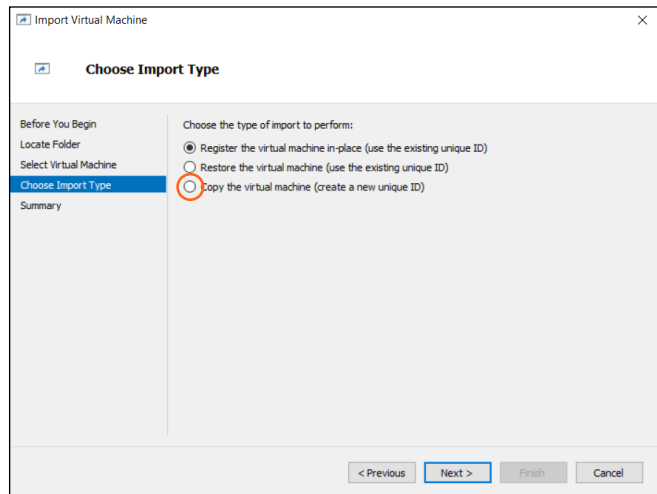 Import Virtual Machine
Choose Import Type
Before You Begin
Locate Folder
Select Virtual Machine
Choose Import Type
Summary
Choose the type of import to perform:
Register the virtual machine in-place (use the existing unique ID)
Restore the virtual machine (use the existing unique ID)
Copy the virtual machine (create a new unique ID)
< Previous
Next >
Finish
Cancel